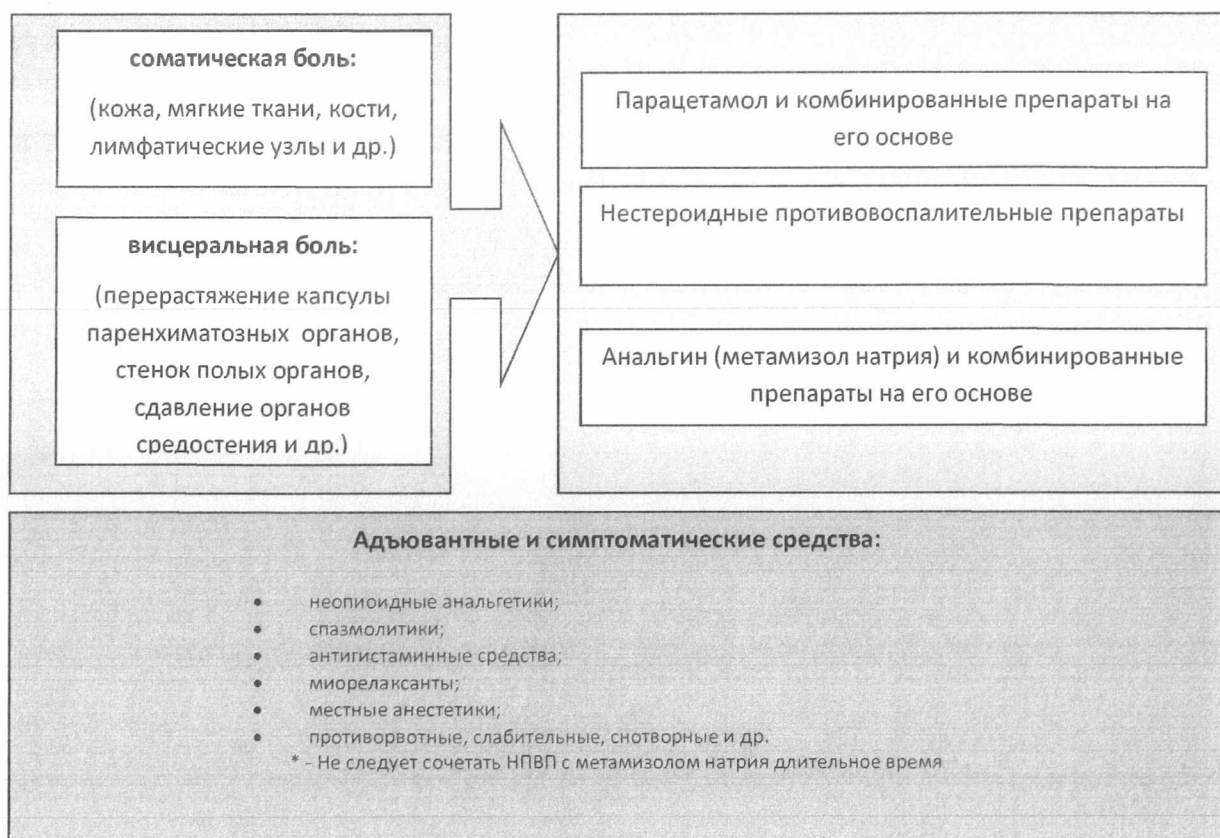 соматическая боль:
(кожа, мягкие ткани, кости,
лимфатические узлы и др.)
висцеральная боль:
(перерастяжение капсулы
паренхиматозных органов,
стенок полых органов,
сдавление органов
средостения и др.)
Парацетамол и комбинированные препараты на
его основе
Нестероидные противовоспалительные препараты
Анальгин (метамизол натрия) и комбинированные
препараты на его основе
Адъювантные и симптоматические средства:
• неопиоидные анальгетики;
• спазмолитики;
• антигистаминные средства;
• миорелаксанты;
• местные анестетики;
• противорвотные, слабительные, снотворные и др.
* - Не следует сочетать НПВП с метамизолом натрия длительное время